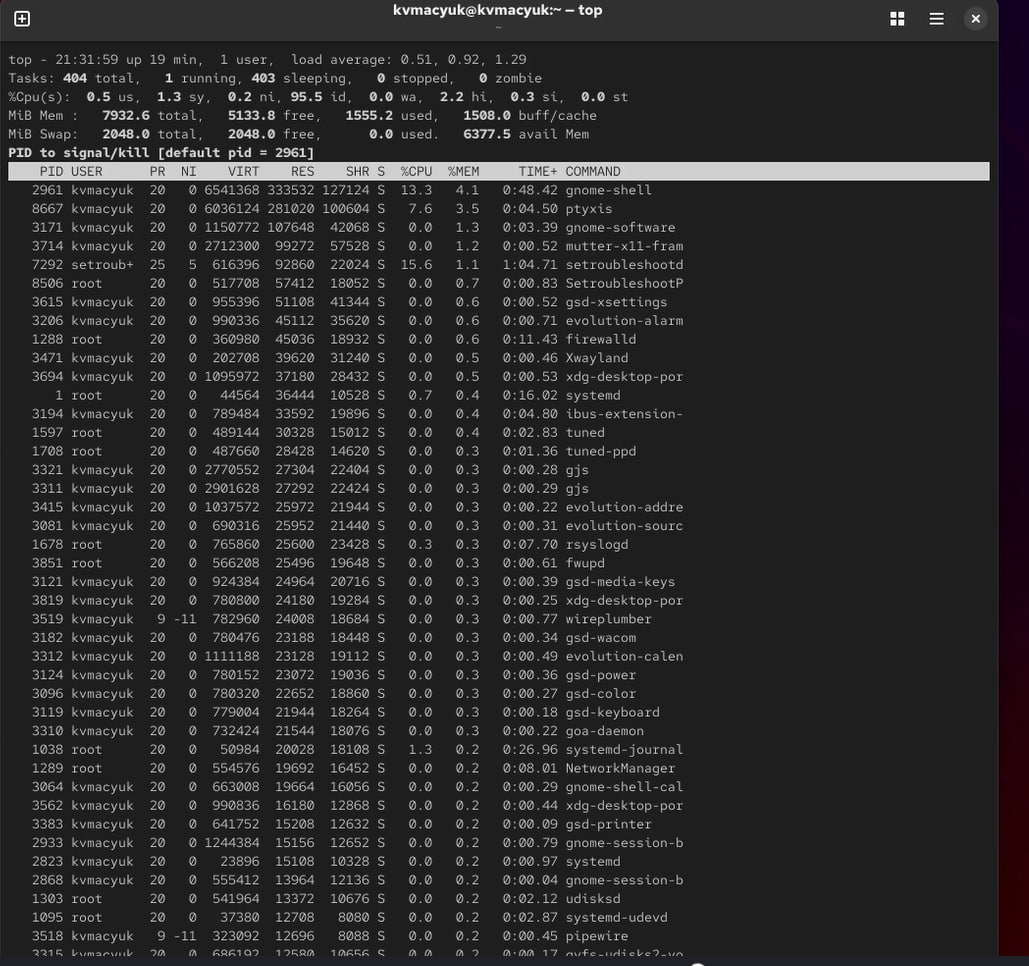 kvmacyuk@kvmacyuk:~ — top
~
top - 21:31:59 up 19 min,  1 user,  load average: 0.51, 0.92, 1.29
Tasks: 404 total,   1 running, 403 sleeping,   0 stopped,   0 zombie
%Cpu(s):  0.5 us,  1.3 sy,  0.2 ni, 95.5 id,  0.0 wa,  2.2 hi,  0.3 si,  0.0 st
MiB Mem :   7932.6 total,   5133.8 free,   1555.2 used,   1508.0 buff/cache
MiB Swap:   2048.0 total,   2048.0 free,      0.0 used.   6377.5 avail Mem
PID to signal/kill [default pid = 2961]
PID USER      PR  NI    VIRT    RES    SHR S  %CPU  %MEM     TIME+ COMMAND
2961 kvmacyuk  20   0 6541368 333532 127124 S  13.3   4.1   0:48.42 gnome-shell
8667 kvmacyuk  20   0 6036124 281020 100604 S   7.6   3.5   0:04.50 ptyxis
3171 kvmacyuk  20   0 1150772 107648  42068 S   0.0   1.3   0:03.39 gnome-software
3714 kvmacyuk  20   0 2712300  99272  57528 S   0.0   1.2   0:00.52 mutter-x11-fram
7292 setroub+  25   5  616396  92860  22024 S  15.6   1.1   1:04.71 setroubleshootd
8506 root      20   0  517708  57412  18052 S   0.0   0.7   0:00.83 SetroubleshootP
3615 kvmacyuk  20   0  955396  51108  41344 S   0.0   0.6   0:00.52 gsd-xsettings
3206 kvmacyuk  20   0  990336  45112  35620 S   0.0   0.6   0:00.71 evolution-alarm
1288 root      20   0  360980  45036  18932 S   0.0   0.6   0:11.43 firewalld
3471 kvmacyuk  20   0  202708  39620  31240 S   0.0   0.5   0:00.46 Xwayland
3694 kvmacyuk  20   0 1095972  37180  28432 S   0.0   0.5   0:00.53 xdg-desktop-por
1 root      20   0   44564  36444  10528 S   0.7   0.4   0:16.02 systemd
3194 kvmacyuk  20   0  789484  33592  19896 S   0.0   0.4   0:04.80 ibus-extension-
1597 root      20   0  489144  30328  15012 S   0.0   0.4   0:02.83 tuned
1708 root      20   0  487660  28428  14620 S   0.0   0.3   0:01.36 tuned-ppd
3321 kvmacyuk  20   0 2770552  27304  22404 S   0.0   0.3   0:00.28 gjs
3311 kvmacyuk  20   0 2901628  27292  22424 S   0.0   0.3   0:00.29 gjs
3415 kvmacyuk  20   0 1037572  25972  21944 S   0.0   0.3   0:00.22 evolution-addre
3081 kvmacyuk  20   0  690316  25952  21440 S   0.0   0.3   0:00.31 evolution-sourc
1678 root      20   0  765860  25600  23428 S   0.3   0.3   0:07.70 rsyslogd
3851 root      20   0  566208  25496  19648 S   0.0   0.3   0:00.61 fwupd
3121 kvmacyuk  20   0  924384  24964  20716 S   0.0   0.3   0:00.39 gsd-media-keys
3819 kvmacyuk  20   0  780800  24180  19284 S   0.0   0.3   0:00.25 xdg-desktop-por
3519 kvmacyuk   9 -11  782960  24008  18684 S   0.0   0.3   0:00.77 wireplumber
3182 kvmacyuk  20   0  780476  23188  18448 S   0.0   0.3   0:00.34 gsd-wacom
3312 kvmacyuk  20   0 1111188  23128  19112 S   0.0   0.3   0:00.49 evolution-calen
3124 kvmacyuk  20   0  780152  23072  19036 S   0.0   0.3   0:00.36 gsd-power
3096 kvmacyuk  20   0  780320  22652  18860 S   0.0   0.3   0:00.27 gsd-color
3119 kvmacyuk  20   0  779004  21944  18264 S   0.0   0.3   0:00.18 gsd-keyboard
3310 kvmacyuk  20   0  732424  21544  18076 S   0.0   0.3   0:00.22 goa-daemon
1038 root      20   0   50984  20028  18108 S   1.3   0.2   0:26.96 systemd-journal
1289 root      20   0  554576  19692  16452 S   0.0   0.2   0:08.01 NetworkManager
3064 kvmacyuk  20   0  663008  19664  16056 S   0.0   0.2   0:00.29 gnome-shell-cal
3562 kvmacyuk  20   0  990836  16180  12868 S   0.0   0.2   0:00.44 xdg-desktop-por
3383 kvmacyuk  20   0  641752  15208  12632 S   0.0   0.2   0:00.09 gsd-printer
2933 kvmacyuk  20   0 1244384  15156  12652 S   0.0   0.2   0:00.79 gnome-session-b
2823 kvmacyuk  20   0   23896  15108  10328 S   0.0   0.2   0:00.97 systemd
2868 kvmacyuk  20   0  555412  13964  12136 S   0.0   0.2   0:00.04 gnome-session-b
1303 root      20   0  541964  13372  10676 S   0.0   0.2   0:02.12 udisksd
1095 root      20   0   37380  12708   8080 S   0.0   0.2   0:02.87 systemd-udevd
3518 kvmacyuk   9 -11  323092  12696   8088 S   0.0   0.2   0:00.45 pipewire
3315 kvmacyuk  20   0  686192  12580  10656 S   0.0   0.2   0:00.17 gvfs-udisks2-vo